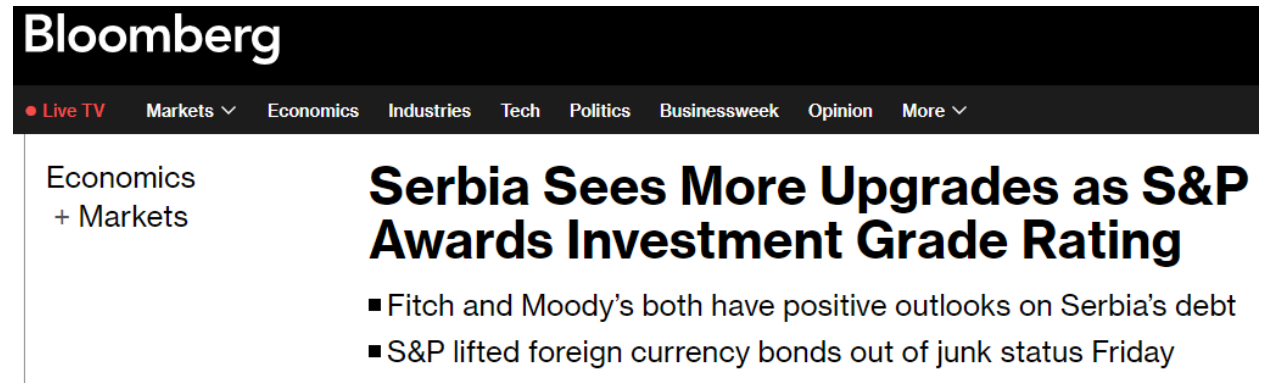 Bloomberg
● Live TV Markets Economics Industries Tech Politics Businessweek Opinion More
Economics
+ Markets
Serbia Sees More Upgrades as S&P
Awards Investment Grade Rating
■ Fitch and Moody’s both have positive outlooks on Serbia’s debt
■ S&P lifted foreign currency bonds out of junk status Friday